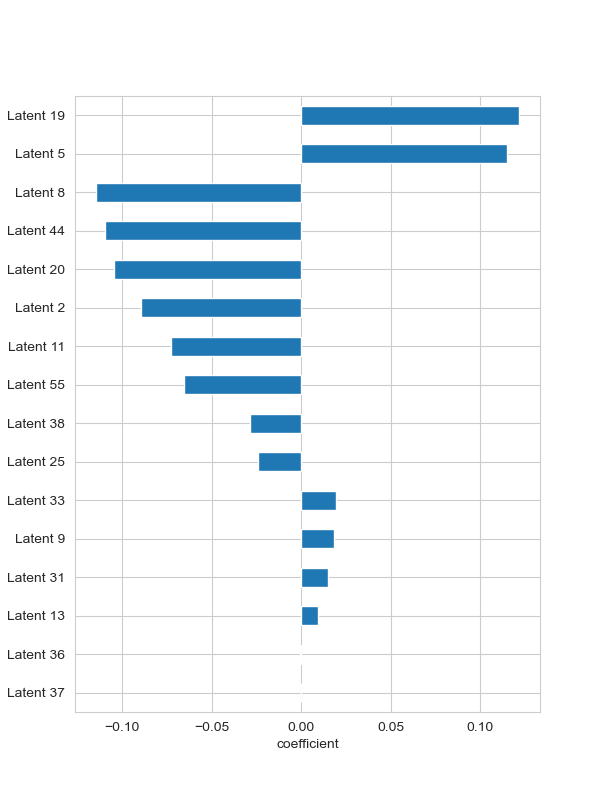 Latent 19
Latent 5
Latent 8
Latent 44
Latent 20
Latent 2
Latent 11
Latent 55
Latent 38
Latent 25
Latent 33
Latent 9
Latent 31
Latent 13
Latent 36
Latent 37
−0.10 −0.05 0.00 0.05 0.10
coefficient